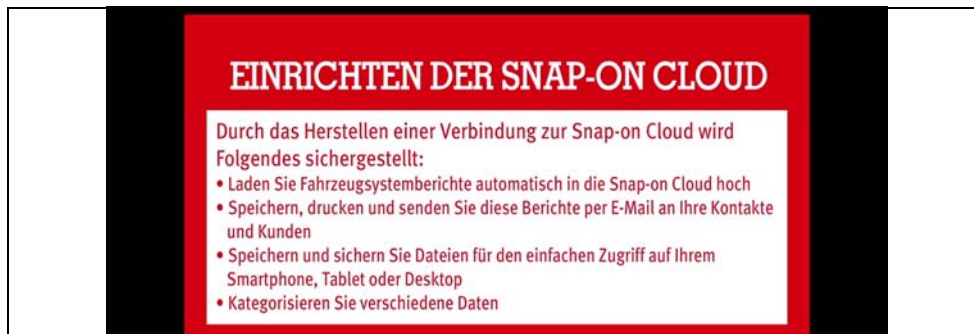 EINRICHTEN DER SNAP-ON CLOUD
Durch das Herstellen einer Verbindung zur Snap-on Cloud wird
Folgendes sichergestellt:
• Laden Sie Fahrzeugsystemberichte automatisch in die Snap-on Cloud hoch
• Speichern, drucken und senden Sie diese Berichte per E-Mail an Ihre Kontakte
und Kunden
• Speichern und sichern Sie Dateien für den einfachen Zugriff auf Ihrem
Smartphone, Tablet oder Desktop
• Kategorisieren Sie verschiedene Daten